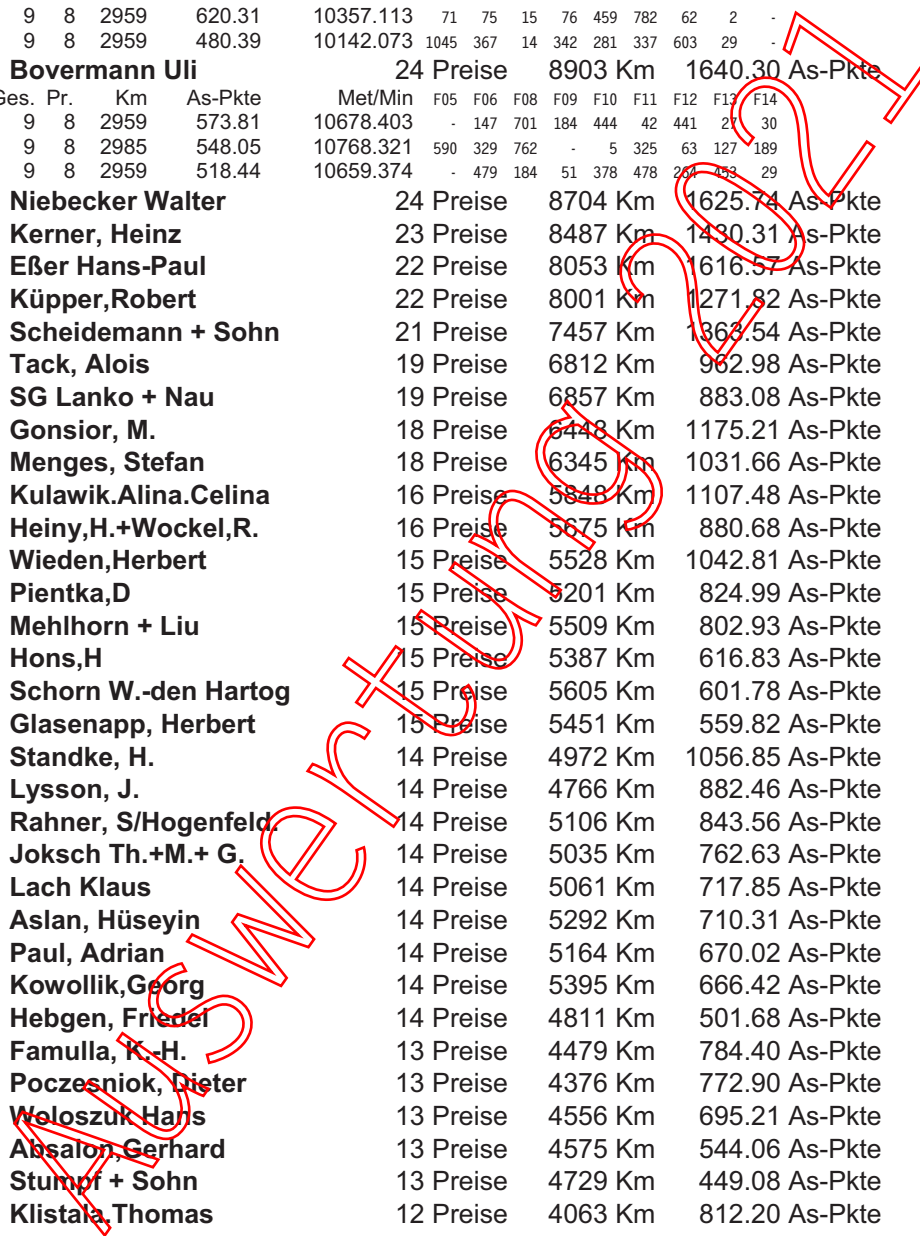 9 8 2959 620.31 10357.113 71 75 15 76 459 782 62 2 -
9 8 2959 480.39 10142.073 1045 367 14 342 281 337 603 29 -
Bovermann Uli 24 Preise 8903 Km 1640.30 As-Pkte
Ges. Pr. Km As-Pkte Met/Min F05 F06 F08 F09 F10 F11 F12 F13 F14
9 8 2959 573.81 10678.403 - 147 701 184 444 42 441 27 30
9 8 2985 548.05 10768.321 590 329 762 - 5 325 63 127 189
9 8 2959 518.44 10659.374 - 479 184 51 378 478 264 453 29
Niebecker Walter 24 Preise 8704 Km 1625.74 As-Pkte
Kerner, Heinz 23 Preise 8487 Km 1430.31 As-Pkte
Eßer Hans-Paul 22 Preise 8053 Km 1616.57 As-Pkte
Küpper,Robert 22 Preise 8001 Km 1271.82 As-Pkte
Scheidemann + Sohn 21 Preise 7457 Km 1363.54 As-Pkte
Tack, Alois 19 Preise 6812 Km 962.98 As-Pkte
SG Lanko + Nau 19 Preise 6857 Km 883.08 As-Pkte
Gonsior, M. 18 Preise 6448 Km 1175.21 As-Pkte
Menges, Stefan 18 Preise 6345 Km 1031.66 As-Pkte
Kulawik.Alina.Celina 16 Preise 5848 Km 1107.48 As-Pkte
Heiny,H.+Wockel,R. 16 Preise 5675 Km 880.68 As-Pkte
Wieden,Herbert 15 Preise 5528 Km 1042.81 As-Pkte
Pientka,D 15 Preise 5201 Km 824.99 As-Pkte
Mehlhorn + Liu 15 Preise 5509 Km 802.93 As-Pkte
Hons,H 15 Preise 5387 Km 616.83 As-Pkte
Schorn W.-den Hartog 15 Preise 5605 Km 601.78 As-Pkte
Glasenapp, Herbert 15 Preise 5451 Km 559.82 As-Pkte
Standke, H. 14 Preise 4972 Km 1056.85 As-Pkte
Lysson, J. 14 Preise 4766 Km 882.46 As-Pkte
Rahner, S/Hogenfeld. 14 Preise 5106 Km 843.56 As-Pkte
Joksch Th.+M.+ G. 14 Preise 5035 Km 762.63 As-Pkte
Lach Klaus 14 Preise 5061 Km 717.85 As-Pkte
Aslan, Hüseyin 14 Preise 5292 Km 710.31 As-Pkte
Paul, Adrian 14 Preise 5164 Km 670.02 As-Pkte
Kowollik,Georg 14 Preise 5395 Km 666.42 As-Pkte
Hebgen, Friedel 14 Preise 4811 Km 501.68 As-Pkte
Famulla, K.-H. 13 Preise 4479 Km 784.40 As-Pkte
Poczesniok, Dieter 13 Preise 4376 Km 772.90 As-Pkte
Woloszuk Hans 13 Preise 4556 Km 695.21 As-Pkte
Absalon,Gerhard 13 Preise 4575 Km 544.06 As-Pkte
Stumpf + Sohn 13 Preise 4729 Km 449.08 As-Pkte
Klistala.Thomas 12 Preise 4063 Km 812.20 As-Pkte
Auswertung 2021